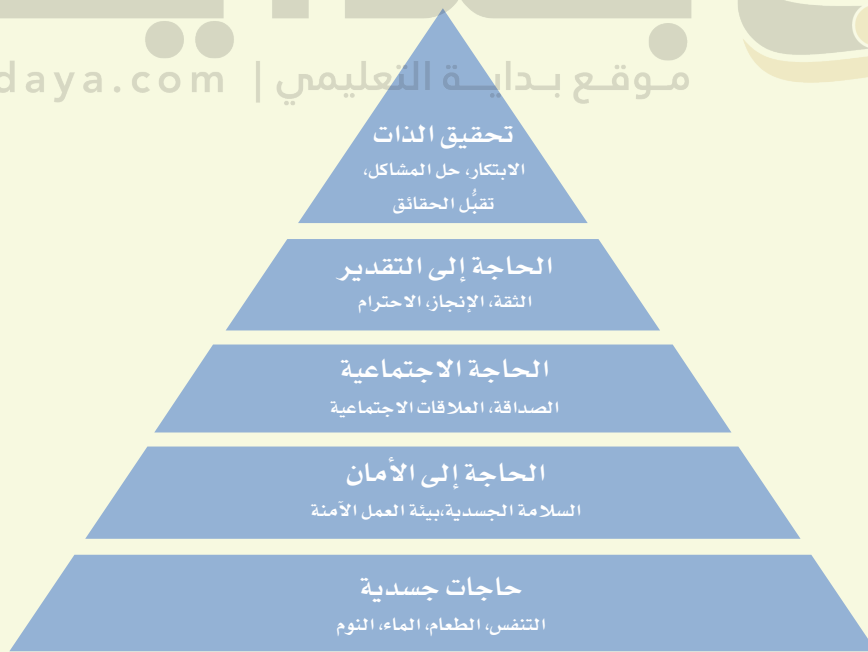 موقع بداية التعليمي | daya.com
تحقيق الذات
الابتكار، حل المشاكل،
تقبُّل الحقائق
الحاجة إلى التقدير
الثقة، الإنجاز، الاحترام
الحاجة الاجتماعية
الصداقة، العلاقات الاجتماعية
الحاجة إلى الأمان
السلامة الجسدية،بيئة العمل الآمنة
حاجات جسدية
التنفس، الطعام، الماء، النوم